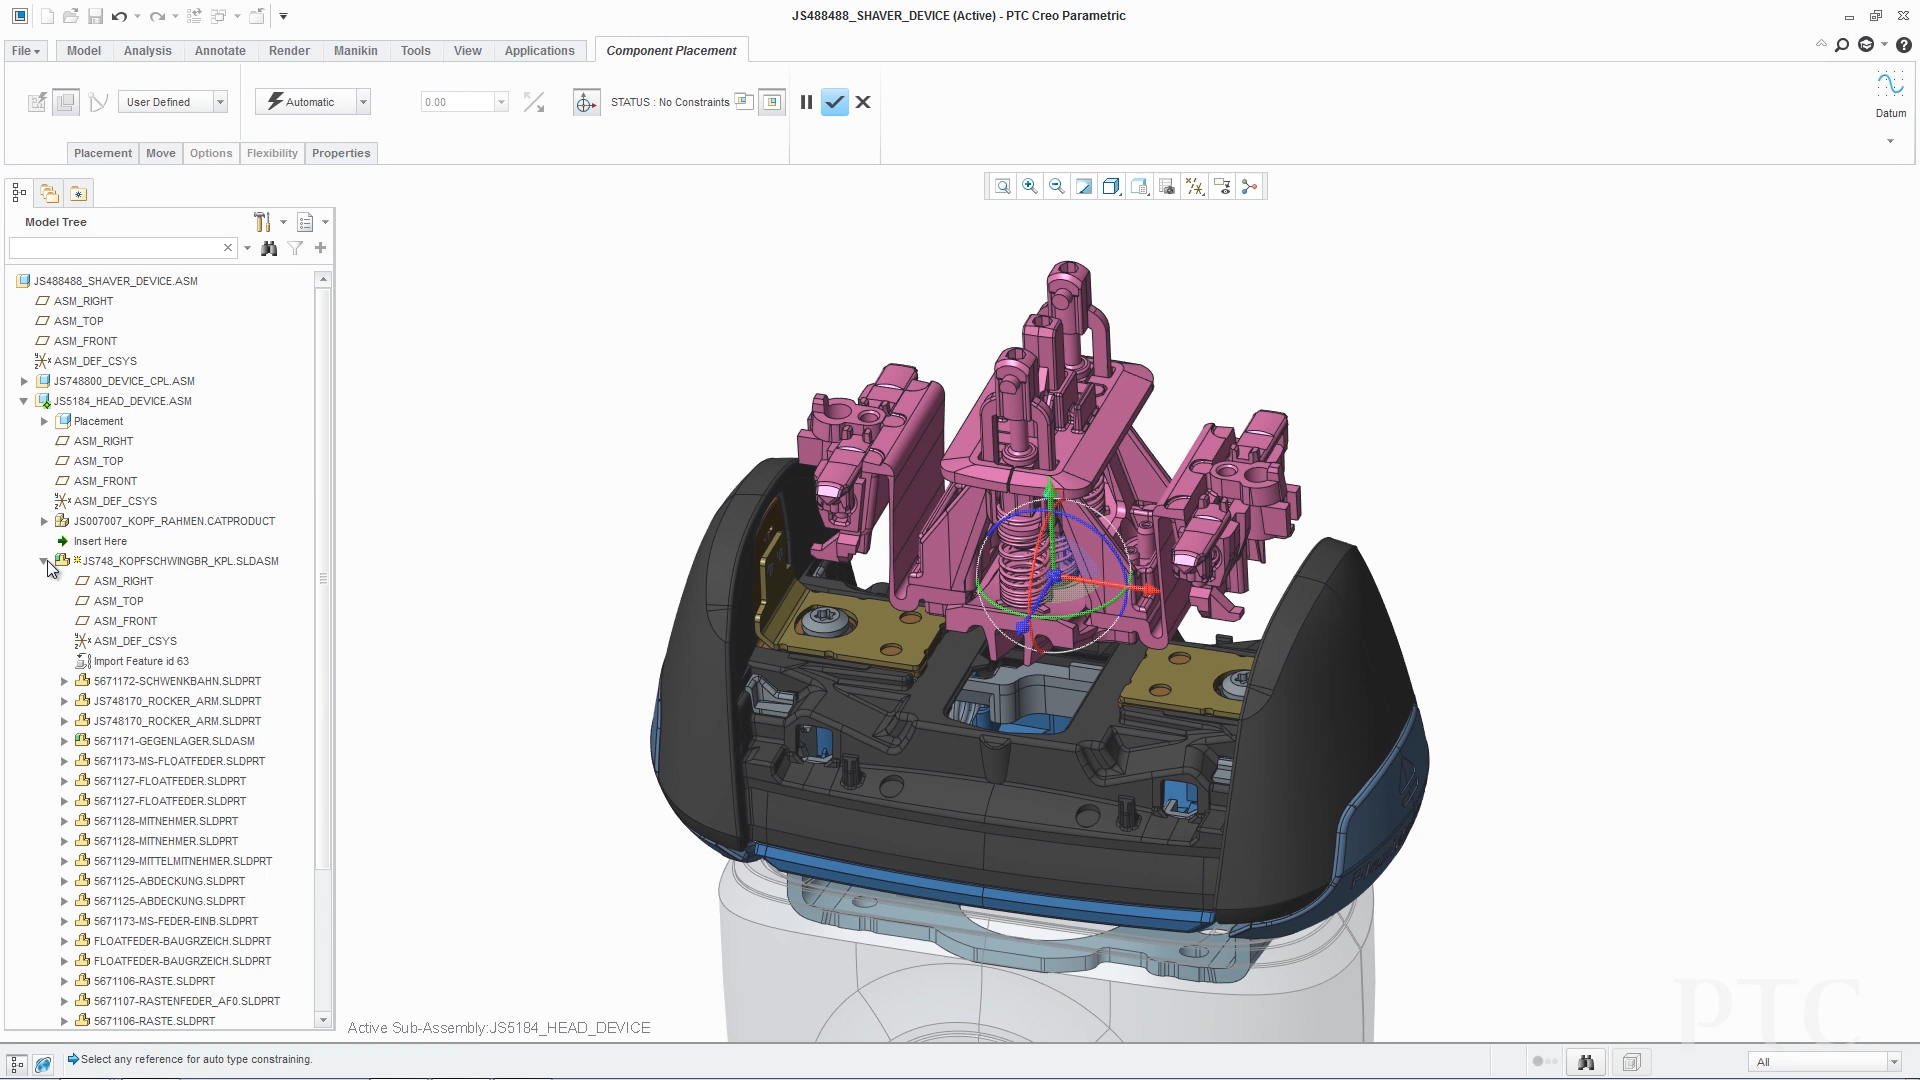 JS488488_SHAVER_DEVICE (Active) - PTC Creo Parametric
File Model Analysis Annotate Render Manikin Tools View Applications Component Placement
User Defined Automatic 0.00 STATUS : No Constraints
Datum
Placement Move Options Flexibility Properties
Model Tree
JS488488_SHAVER_DEVICE.ASM
ASM_RIGHT
ASM_TOP
ASM_FRONT
ASM_DEF_CSYS
JS748800_DEVICE_CPL.ASM
JS5184_HEAD_DEVICE.ASM
Placement
ASM_RIGHT
ASM_TOP
ASM_FRONT
ASM_DEF_CSYS
JS007007_KOPF_RAHMEN.CATPRODUCT
Insert Here
JS748_KOPFSCHWINGBR_KPL.SLDASM
ASM_RIGHT
ASM_TOP
ASM_FRONT
ASM_DEF_CSYS
Import Feature id 63
5671172-SCHWENKBAHN.SLDPRT
JS748170_ROCKER_ARM.SLDPRT
JS748170_ROCKER_ARM.SLDPRT
5671171-GEGENLAGER.SLDASM
5671173-MS-FLOATFEDER.SLDPRT
5671127-FLOATFEDER.SLDPRT
5671127-FLOATFEDER.SLDPRT
5671128-MITNEHMER.SLDPRT
5671128-MITNEHMER.SLDPRT
5671129-MITTELMITNEHMER.SLDPRT
5671125-ABDECKUNG.SLDPRT
5671125-ABDECKUNG.SLDPRT
5671173-MS-FEDER-EINB.SLDPRT
FLOATFEDER-BAUGRZEICH.SLDPRT
FLOATFEDER-BAUGRZEICH.SLDPRT
5671106-RASTE.SLDPRT
5671107-RASTENFEDER_AF0.SLDPRT
5671106-RASTE.SLDPRT
Active Sub-Assembly:JS5184_HEAD_DEVICE
PTC
Select any reference for auto type constraining.
All